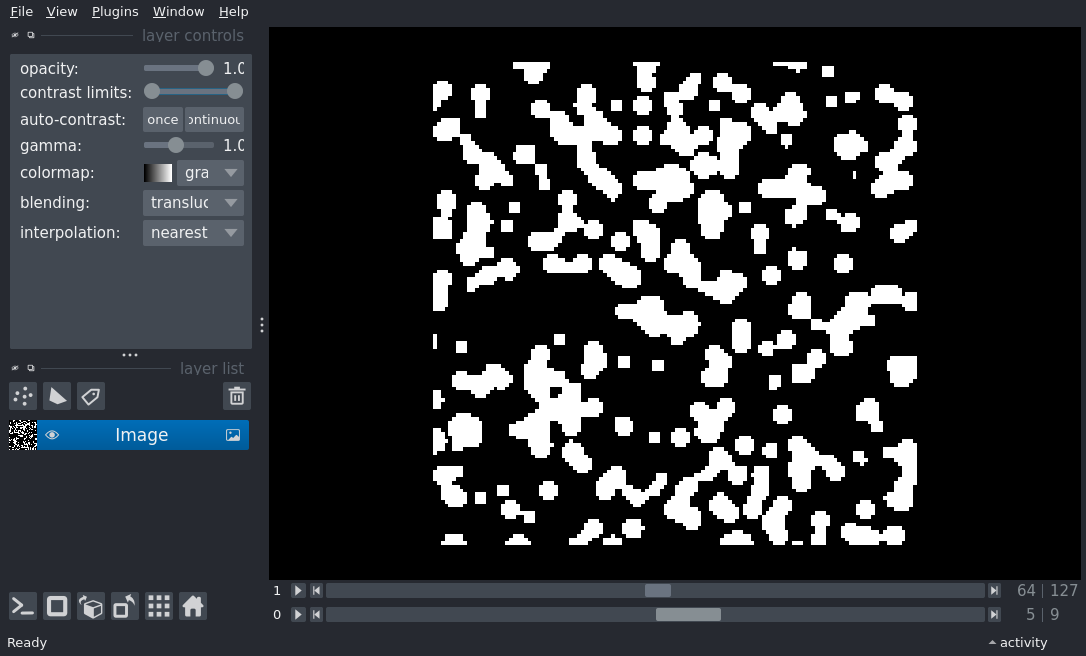 File View Plugins Window Help
layer controls
opacity: 1.0
contrast limits:
auto-contrast: once ontinuou
gamma: 1.0
colormap: gra
blending: transluc
interpolation: nearest
layer list
Image
1 64 127
0 5 9
Ready activity